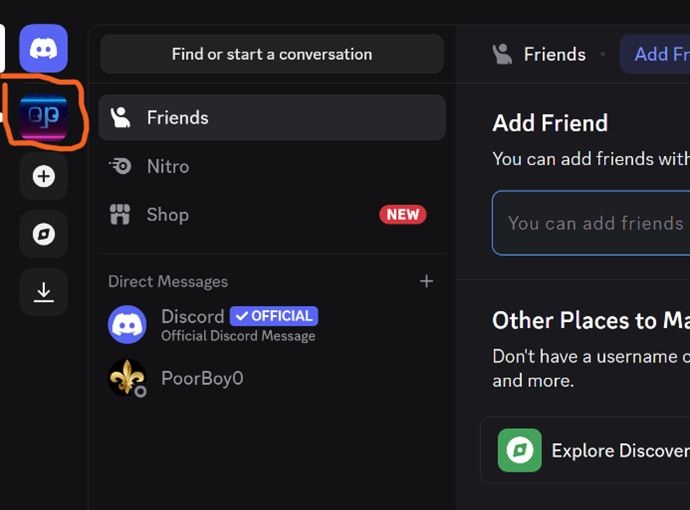 Find or start a conversation
Friends
Nitro
Shop
NEW
Direct Messages
Discord
OFFICIAL
Official Discord Message
PoorBoy0
Friends
Add Fr
Add Friend
You can add friends with
You can add friends
Other Places to Ma
Don't have a username o
and more.
Explore Discover